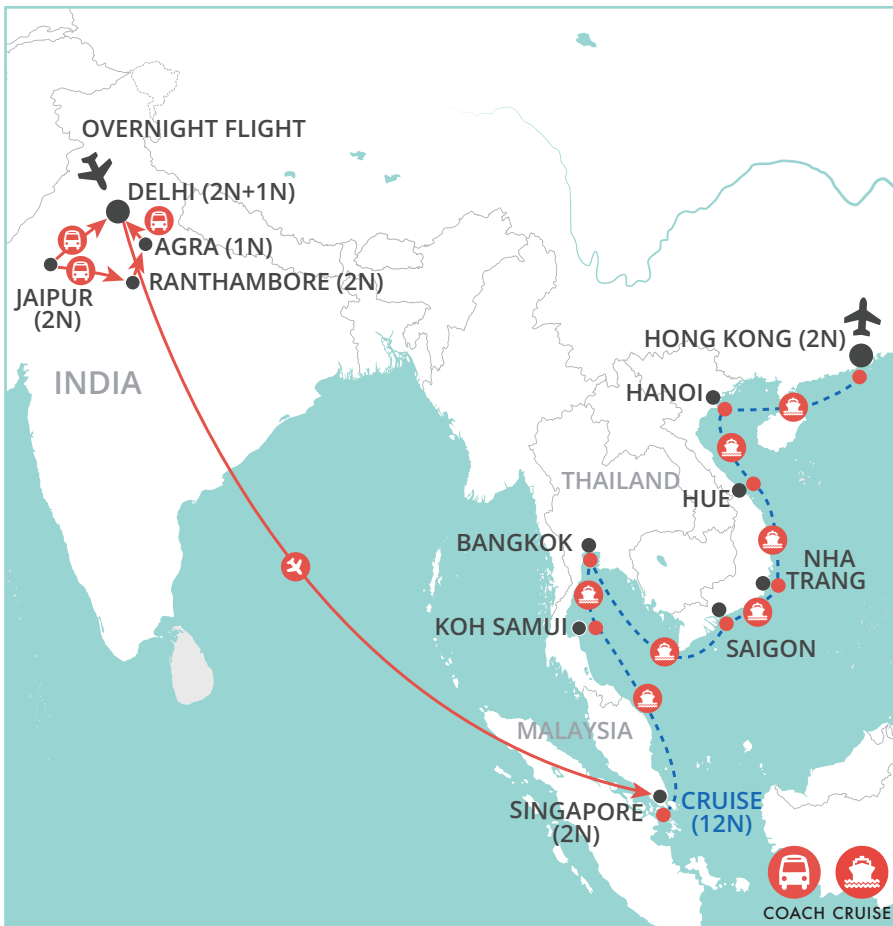 OVERNIGHT FLIGHT
DELHI (2N+1N)
AGRA (1N)
RANTHAMBORE (2N)
JAIPUR
(2N)
INDIA
HONG KONG (2N)
HANOI
THAILAND
HUE
BANGKOK
NHA
TRANG
KOH SAMUI
SAIGON
MALAYSIA
SINGAPORE
(2N)
CRUISE
(12N)
COACH CRUISE